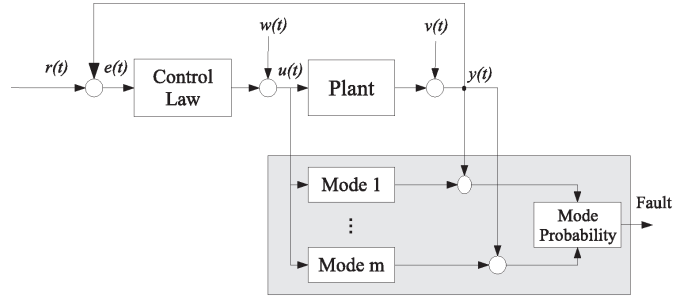 w(t)
v(t)
r(t)
e(t)
Control
Law
u(t)
Plant
y(t)
Mode 1
Fault
Mode
Probability
⋮
Mode m